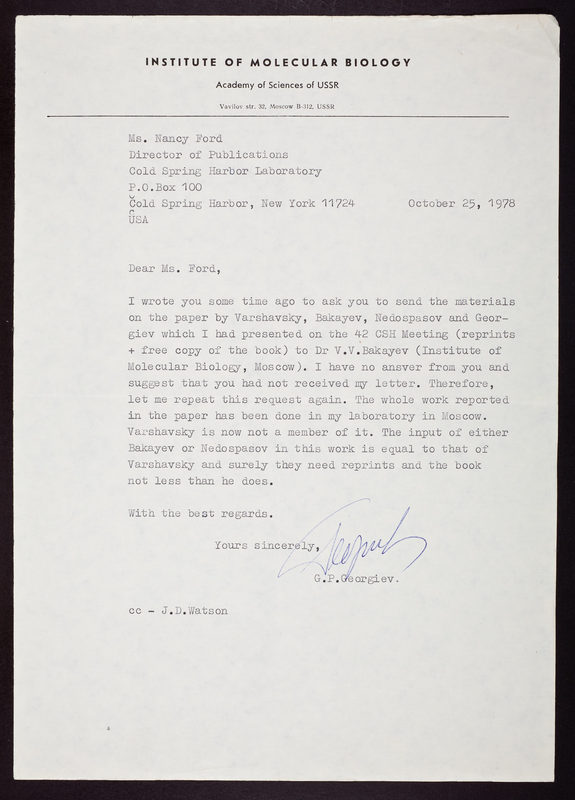 INSTITUTE OF MOLECULAR BIOLOGY
Academy of Sciences of USSR
Vavilov str. 32, Moscow B-312, USSR
Ms. Nancy Ford
Director of Publications
Cold Spring Harbor Laboratory
P.O.Box 100
Cold Spring Harbor, New York 11724 October 25, 1978
USA
Dear Ms. Ford,
I wrote you some time ago to ask you to send the materials
on the paper by Varshavsky, Bakayev, Nedospasov and Geor-
giev which I had presented on the 42 CSH Meeting (reprints
+ free copy of the book) to Dr V.V.Bakayev (Institute of
Molecular Biology, Moscow). I have no answer from you and
suggest that you had not received my letter. Therefore,
let me repeat this request again. The whole work reported
in the paper has been done in my laboratory in Moscow.
Varshavsky is now not a member of it. The input of either
Bakayev or Nedospasov in this work is equal to that of
Varshavsky and surely they need reprints and the book
not less than he does.
With the best regards.
Yours sincerely,
G.P.Georgiev.
cc - J.D.Watson